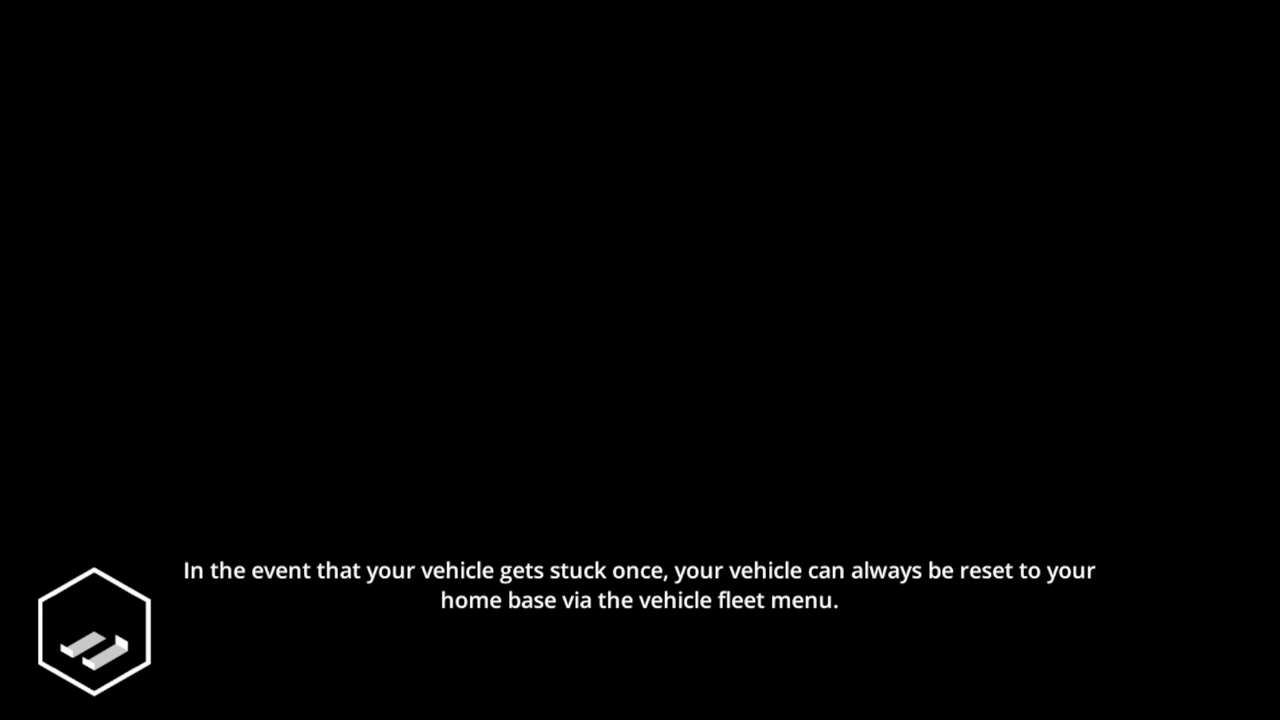 In the event that your vehicle gets stuck once, your vehicle can always be reset to your
home base via the vehicle fleet menu.